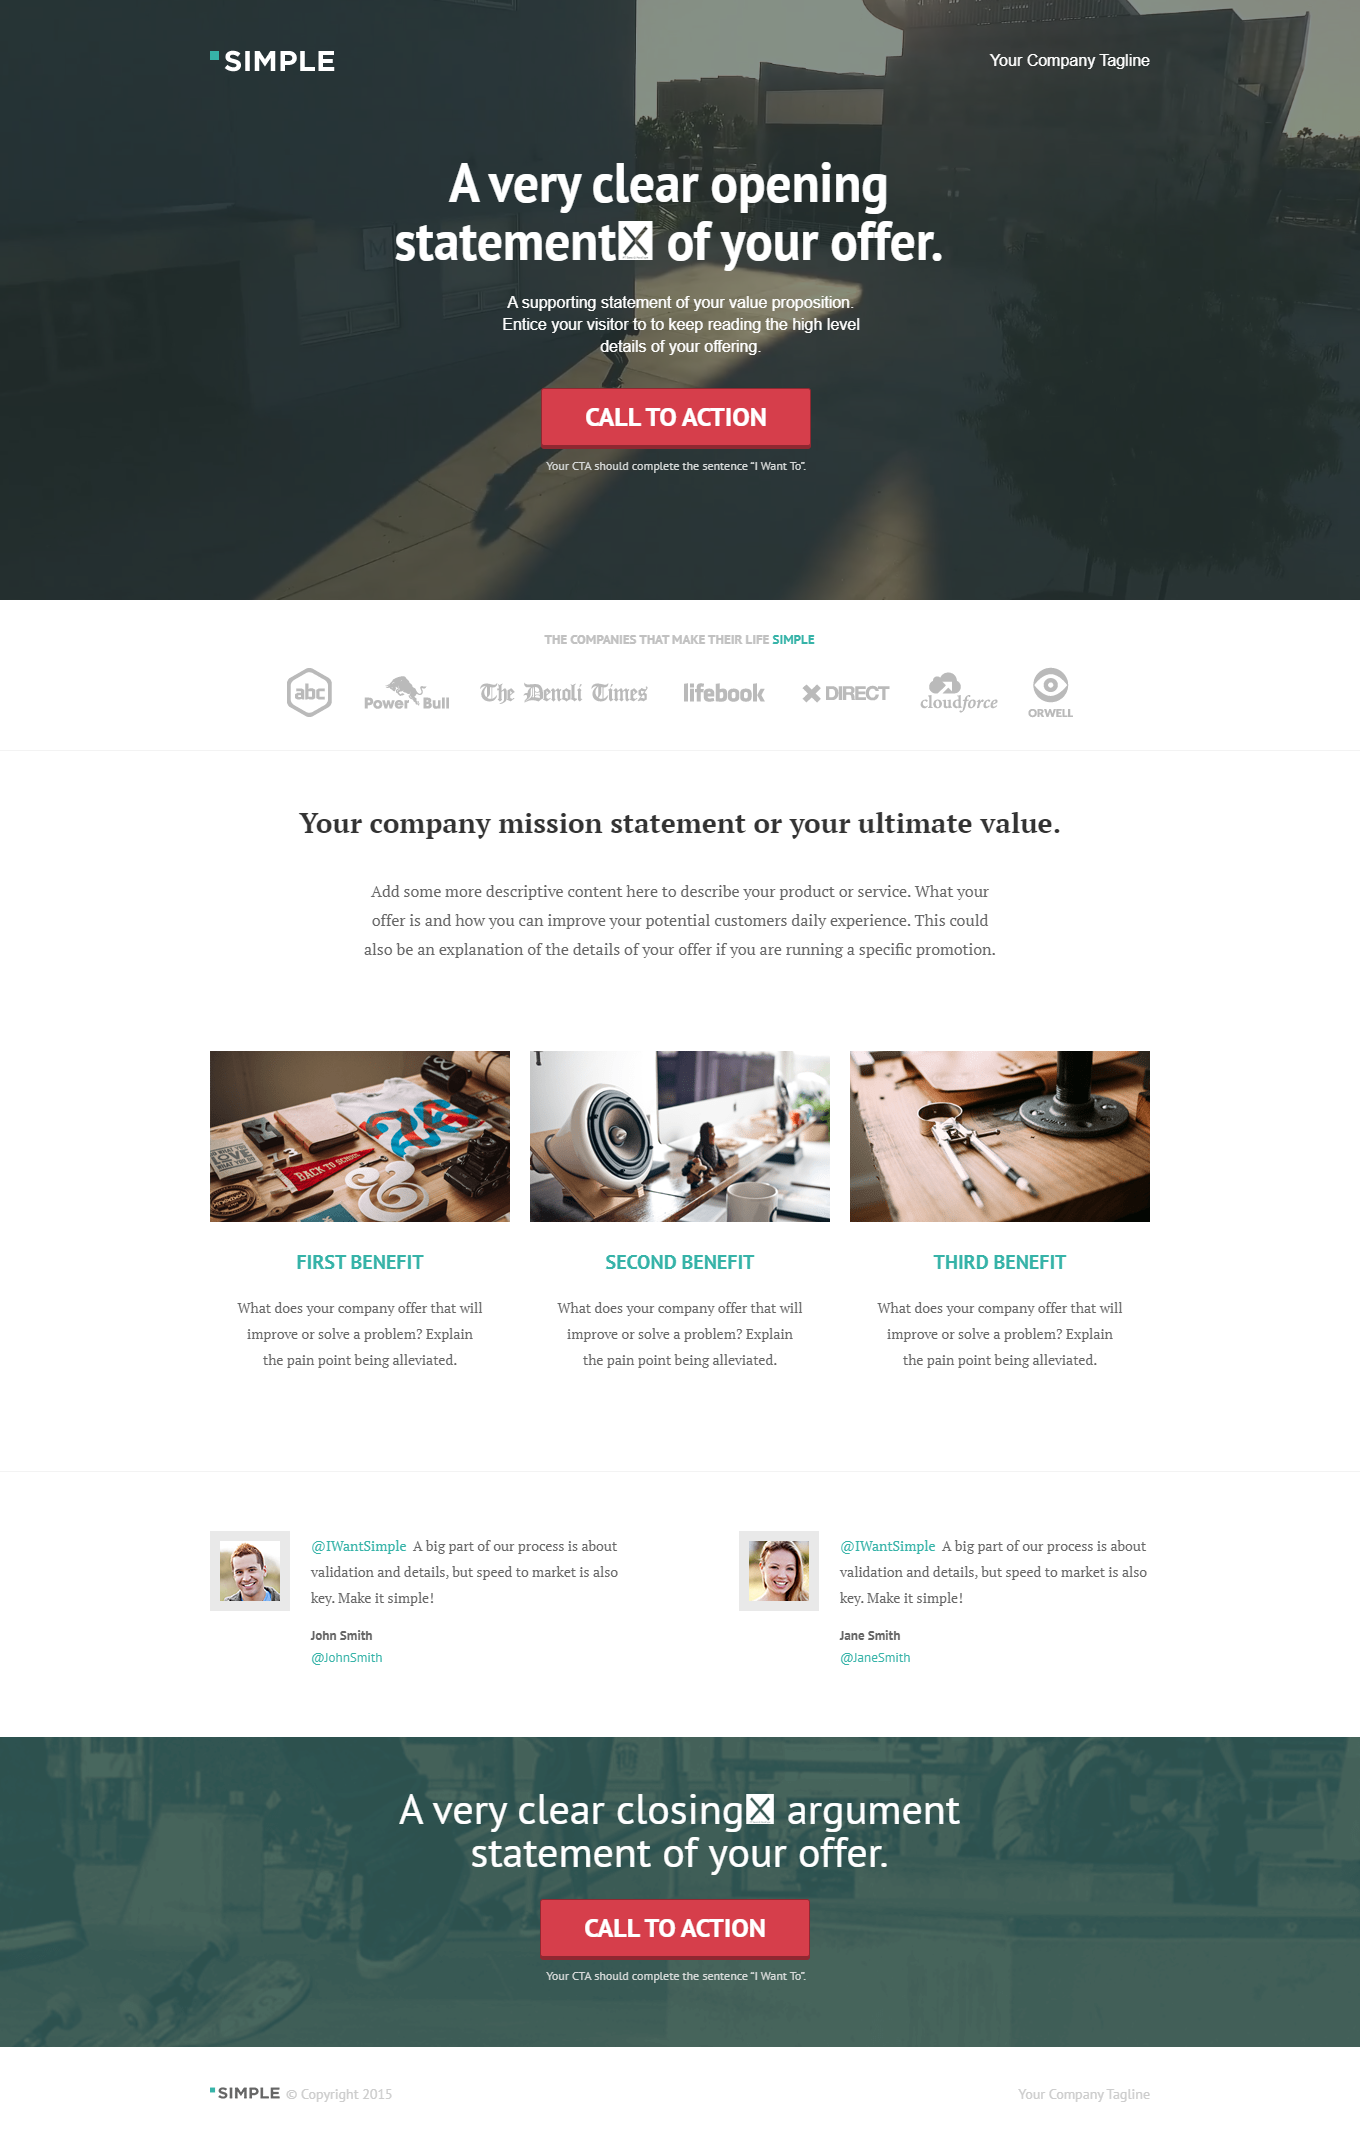 SIMPLE
Your Company Tagline
A very clear opening
statement of your offer.
A supporting statement of your value proposition.
Entice your visitor to to keep reading the high level
details of your offering.
CALL TO ACTION
Your CTA should complete the sentence “I Want To”.
THE COMPANIES THAT MAKE THEIR LIFE SIMPLE
abc
Power Bull
The Denoli Times
lifebook
DIRECT
cloudforce
ORWELL
Your company mission statement or your ultimate value.
Add some more descriptive content here to describe your product or service. What your
offer is and how you can improve your potential customers daily experience. This could
also be an explanation of the details of your offer if you are running a specific promotion.
LOVE
BACK TO SCHOOL
FIRST BENEFIT
What does your company offer that will
improve or solve a problem? Explain
the pain point being alleviated.
SECOND BENEFIT
What does your company offer that will
improve or solve a problem? Explain
the pain point being alleviated.
THIRD BENEFIT
What does your company offer that will
improve or solve a problem? Explain
the pain point being alleviated.
@IWantSimple A big part of our process is about
validation and details, but speed to market is also
key. Make it simple!
John Smith
@JohnSmith
@IWantSimple A big part of our process is about
validation and details, but speed to market is also
key. Make it simple!
Jane Smith
@JaneSmith
A very clear closing argument
statement of your offer.
CALL TO ACTION
Your CTA should complete the sentence “I Want To”.
SIMPLE © Copyright 2015
Your Company Tagline